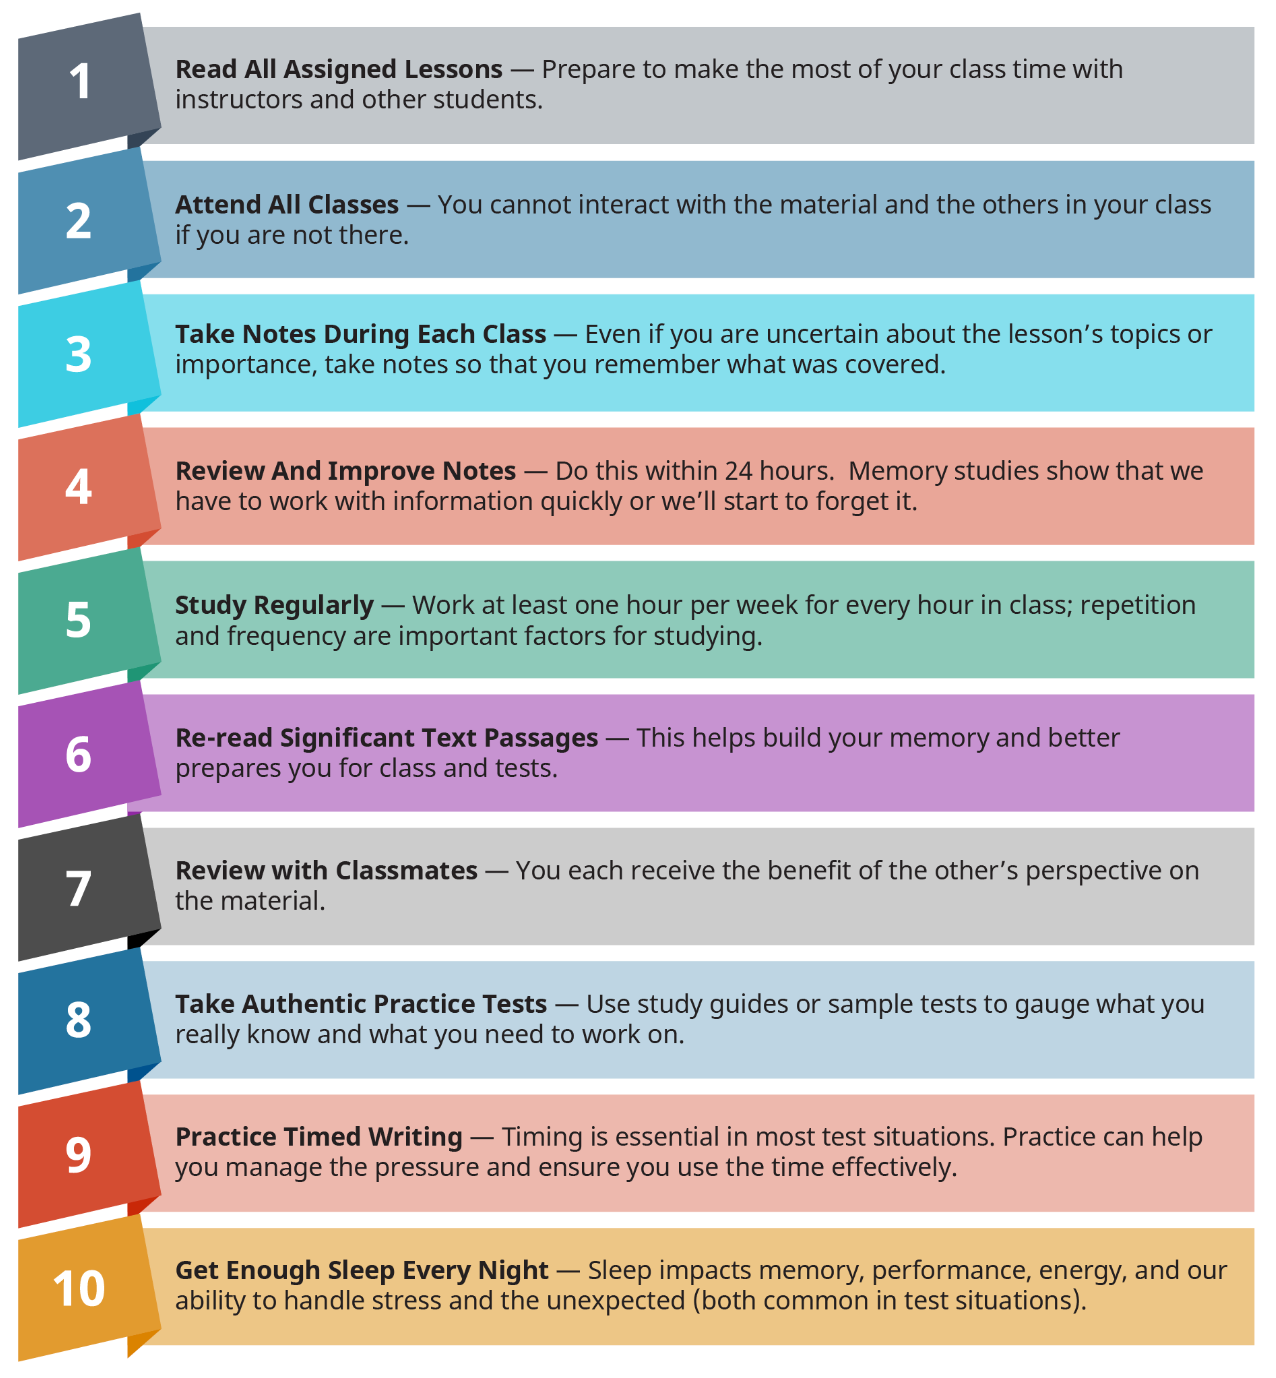 1
Read All Assigned Lessons — Prepare to make the most of your class time with
instructors and other students.
2
Attend All Classes — You cannot interact with the material and the others in your class
if you are not there.
3
Take Notes During Each Class — Even if you are uncertain about the lesson’s topics or
importance, take notes so that you remember what was covered.
4
Review And Improve Notes — Do this within 24 hours.  Memory studies show that we
have to work with information quickly or we’ll start to forget it.
5
Study Regularly — Work at least one hour per week for every hour in class; repetition
and frequency are important factors for studying.
6
Re-read Significant Text Passages — This helps build your memory and better
prepares you for class and tests.
7
Review with Classmates — You each receive the benefit of the other’s perspective on
the material.
8
Take Authentic Practice Tests — Use study guides or sample tests to gauge what you
really know and what you need to work on.
9
Practice Timed Writing — Timing is essential in most test situations. Practice can help
you manage the pressure and ensure you use the time effectively.
10
Get Enough Sleep Every Night — Sleep impacts memory, performance, energy, and our
ability to handle stress and the unexpected (both common in test situations).